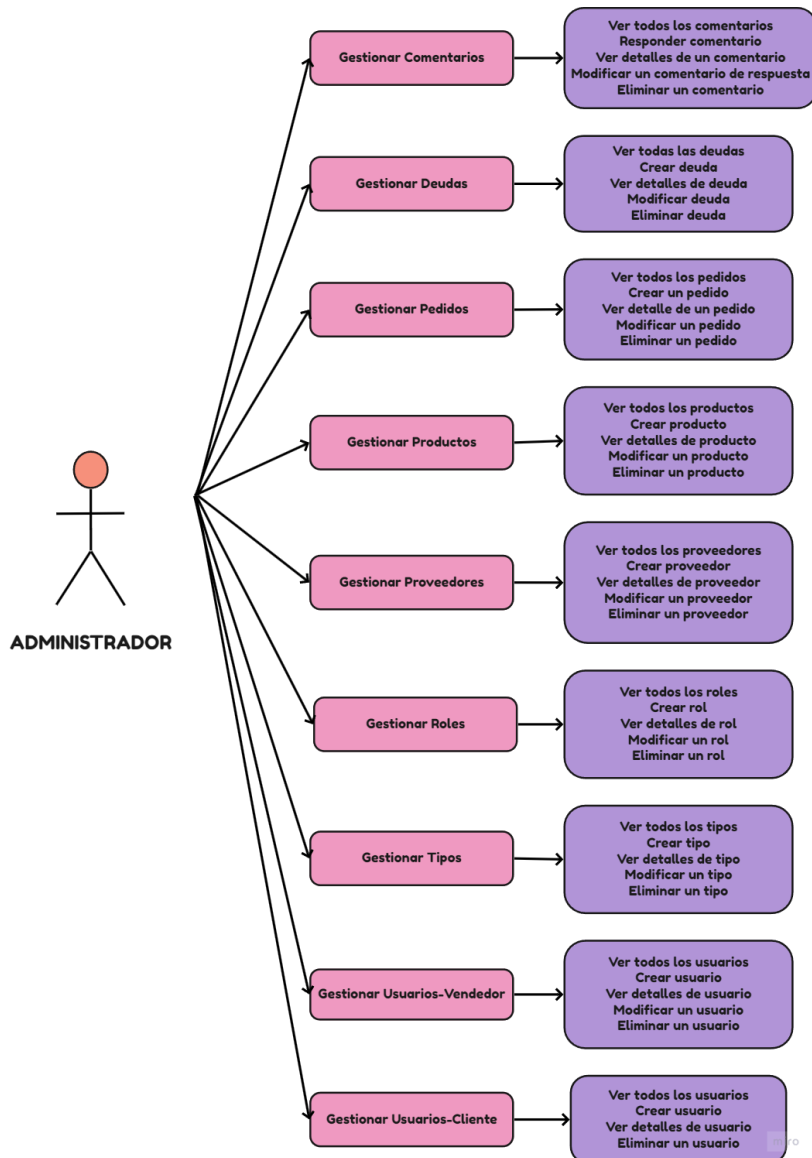 Gestionar Comentarios
Ver todos los comentarios
Responder comentario
Ver detalles de un comentario
Modificar un comentario de respuesta
Eliminar un comentario
Gestionar Deudas
Ver todas las deudas
Crear deuda
Ver detalles de deuda
Modificar deuda
Eliminar deuda
Gestionar Pedidos
Ver todos los pedidos
Crear un pedido
Ver detalle de un pedido
Modificar un pedido
Eliminar un pedido
Gestionar Productos
Ver todos los productos
Crear producto
Ver detalles de producto
Modificar un producto
Eliminar un producto
ADMINISTRADOR
Gestionar Proveedores
Ver todos los proveedores
Crear proveedor
Ver detalles de proveedor
Modificar un proveedor
Eliminar un proveedor
Gestionar Roles
Ver todos los roles
Crear rol
Ver detalles de rol
Modificar un rol
Eliminar un rol
Gestionar Tipos
Ver todos los tipos
Crear tipo
Ver detalles de tipo
Modificar un tipo
Eliminar un tipo
Gestionar Usuarios-Vendedor
Ver todos los usuarios
Crear usuario
Ver detalles de usuario
Modificar un usuario
Eliminar un usuario
Gestionar Usuarios-Cliente
Ver todos los usuarios
Crear usuario
Ver detalles de usuario
Eliminar un usuario
miro